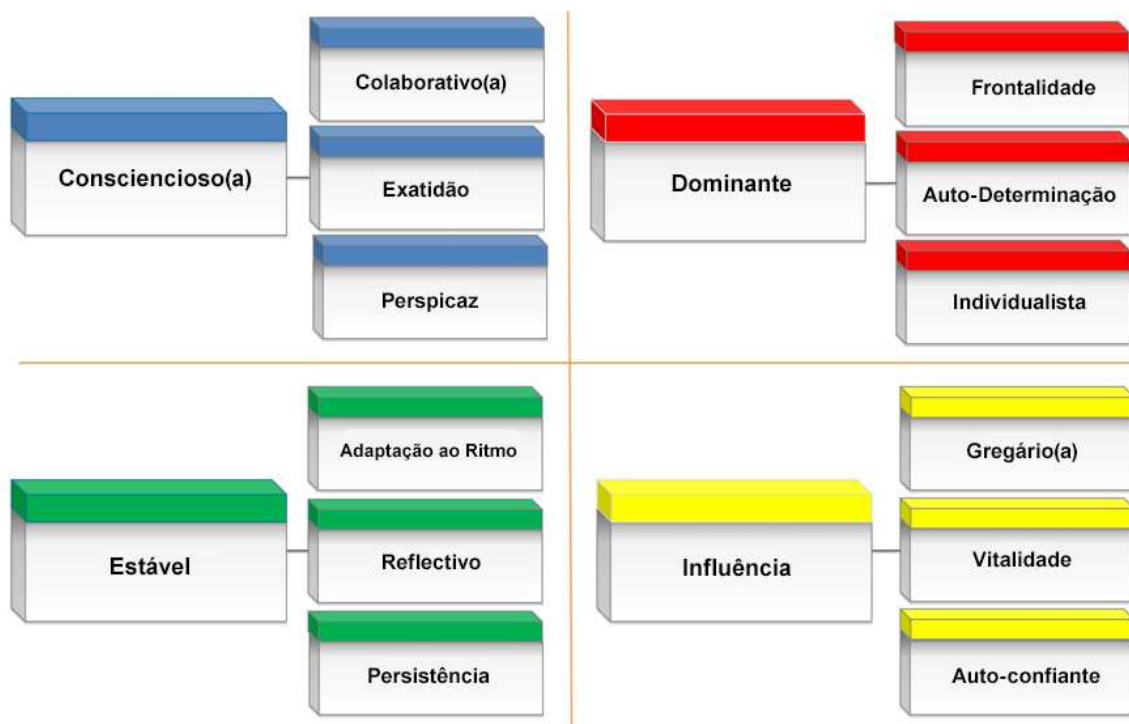 Consciencioso(a)
Colaborativo(a)
Exatidão
Perspicaz
Dominante
Frontalidade
Auto-Determinação
Individualista
Estável
Adaptação ao Ritmo
Reflectivo
Persistência
Influência
Gregário(a)
Vitalidade
Auto-confiante